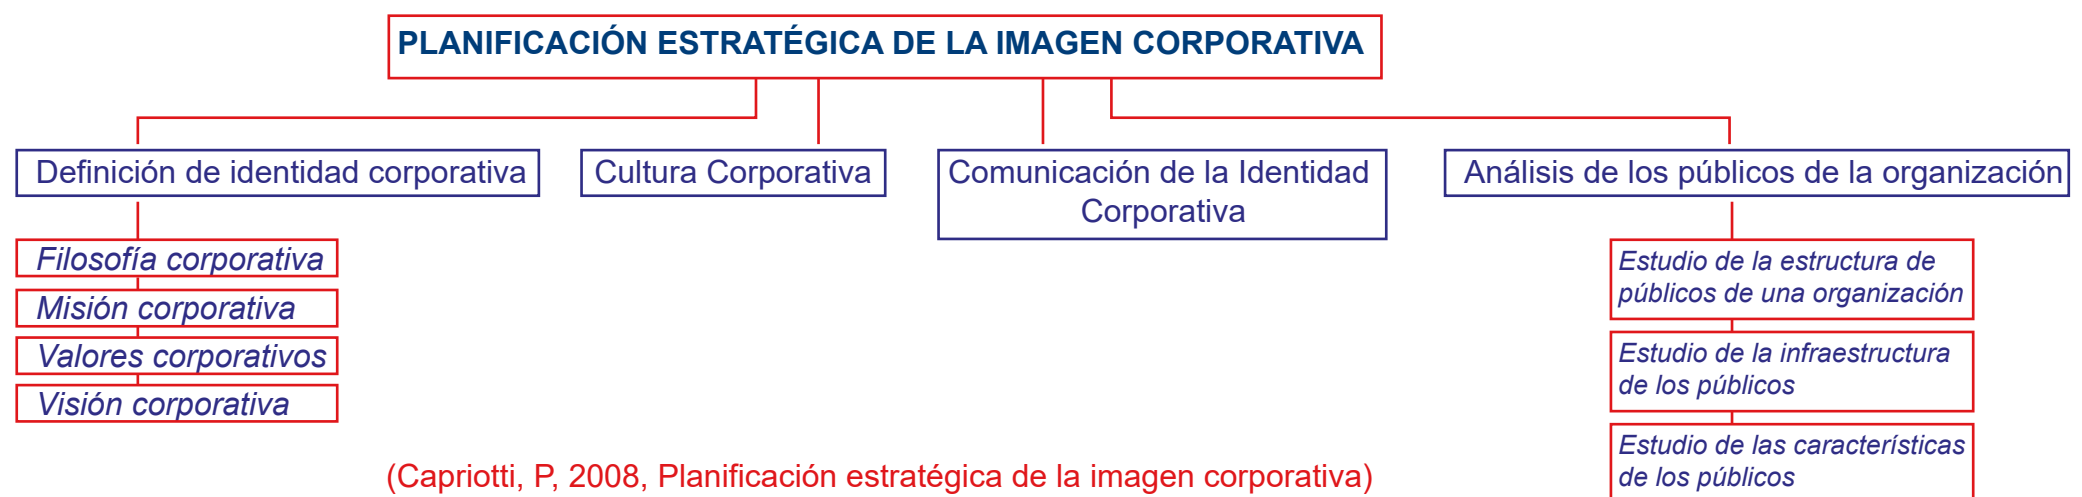 PLANIFICACIÓN ESTRATÉGICA DE LA IMAGEN CORPORATIVA
Definición de identidad corporativa
Cultura Corporativa
Comunicación de la Identidad
Corporativa
Análisis de los públicos de la organización
Filosofía corporativa
Misión corporativa
Valores corporativos
Visión corporativa
Estudio de la estructura de
públicos de una organización
Estudio de la infraestructura
de los públicos
Estudio de las características
de los públicos
(Capriotti, P, 2008, Planificación estratégica de la imagen corporativa)